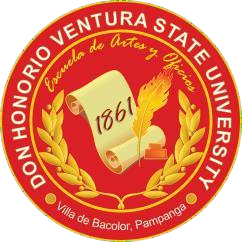 DON HONORIO VENTURA STATE UNIVERSITY
Escuela de Artes y Oficios
1861
Villa de Bacolor, Pampanga